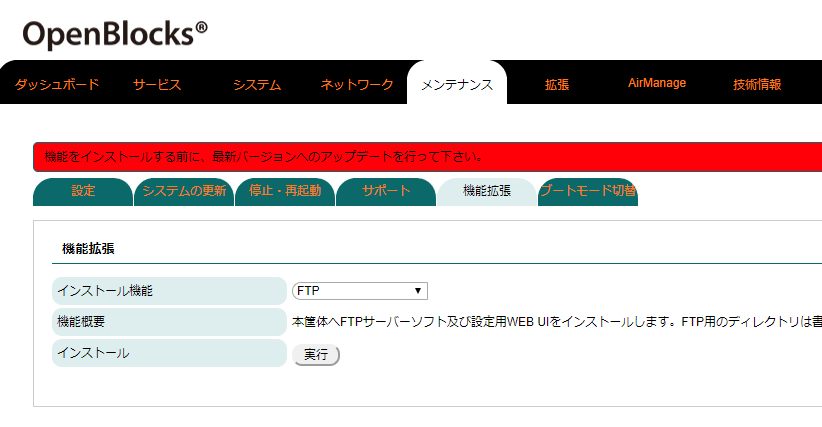 OpenBlocks®
ダッシュボード サービス システム ネットワーク メンテナンス 拡張 AirManage 技術情報
機能をインストールする前に、最新バージョンへのアップデートを行って下さい。
設定 システムの更新 停止・再起動 サポート 機能拡張 ブートモード切替
機能拡張
インストール機能 FTP
機能概要 本筐体へFTPサーバーソフト及び設定用WEB UIをインストールします。FTP用のディレクトリは書
インストール 実行